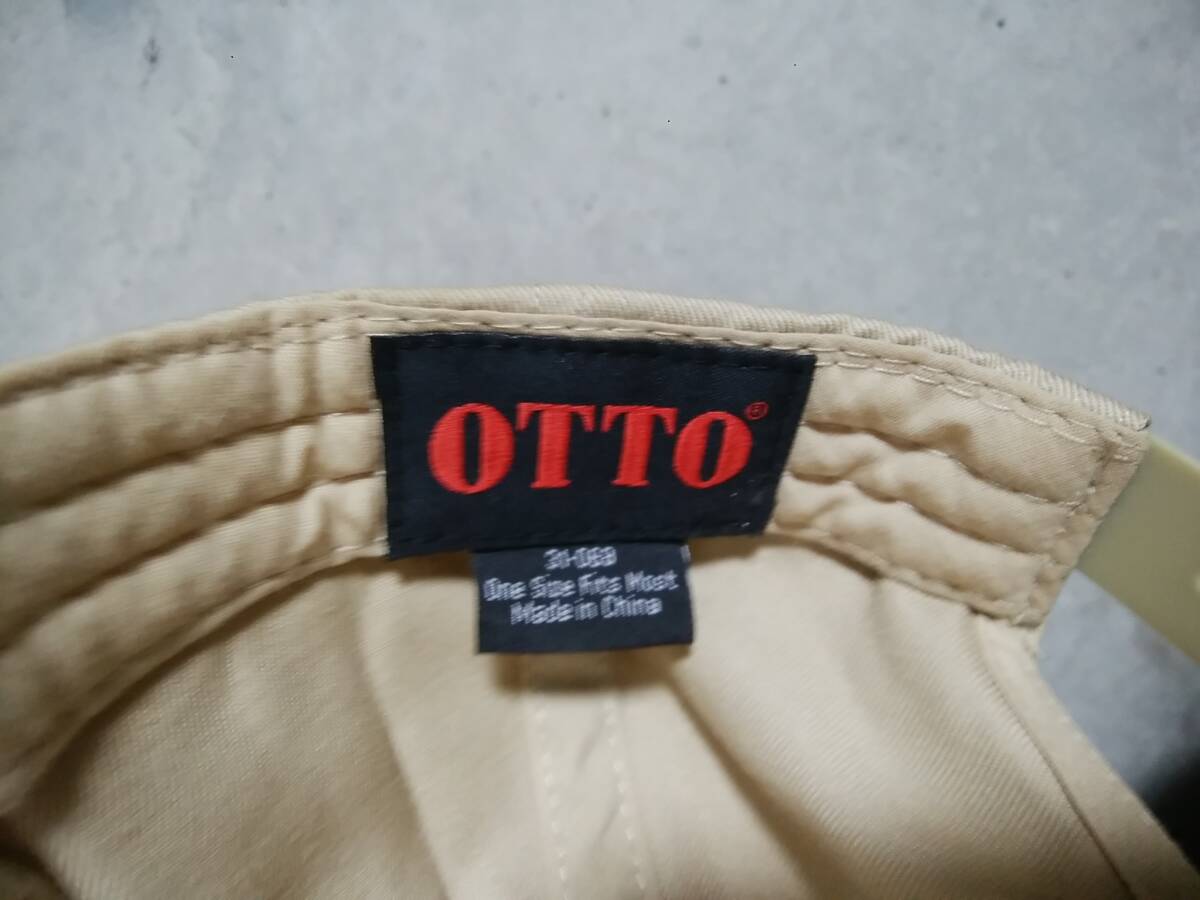 OTTO®
31-069
One Size Fits Most
Made in China